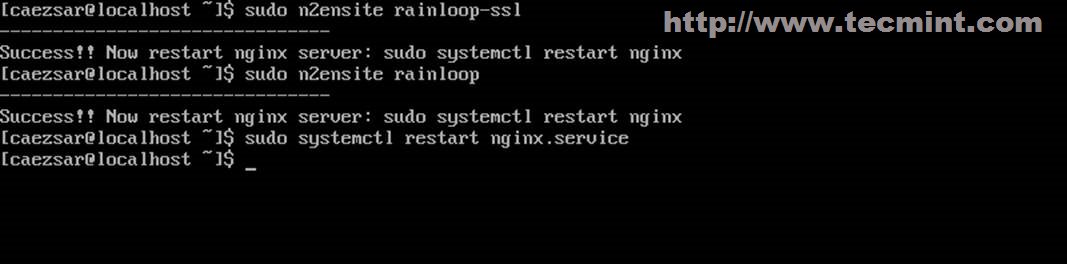 [caezsar@localhost ~]$ sudo n2ensite rainloop-ssl
http://www.tecmint.com
--------------------------------
Success!! Now restart nginx server: sudo systemctl restart nginx
[caezsar@localhost ~]$ sudo n2ensite rainloop
--------------------------------
Success!! Now restart nginx server: sudo systemctl restart nginx
[caezsar@localhost ~]$ sudo systemctl restart nginx.service
[caezsar@localhost ~]$ _